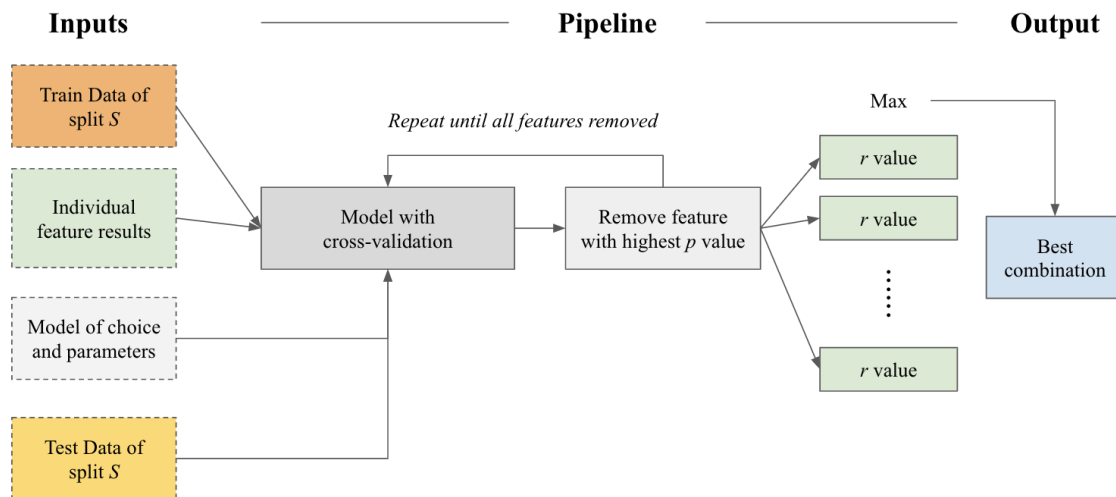 Inputs
Pipeline
Output
Train Data of
split S
Individual
feature results
Model of choice
and parameters
Test Data of
split S
Repeat until all features removed
Model with
cross-validation
Remove feature
with highest p value
Max
r value
r value
r value
Best
combination